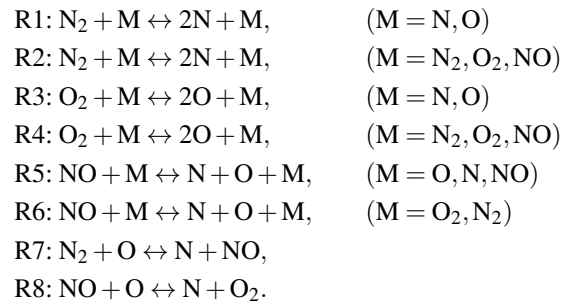 R1: N₂ + M ↔ 2N + M, (M = N, O)
R2: N₂ + M ↔ 2N + M, (M = N₂, O₂, NO)
R3: O₂ + M ↔ 2O + M, (M = N, O)
R4: O₂ + M ↔ 2O + M, (M = N₂, O₂, NO)
R5: NO + M ↔ N + O + M, (M = O, N, NO)
R6: NO + M ↔ N + O + M, (M = O₂, N₂)
R7: N₂ + O ↔ N + NO,
R8: NO + O ↔ N + O₂.